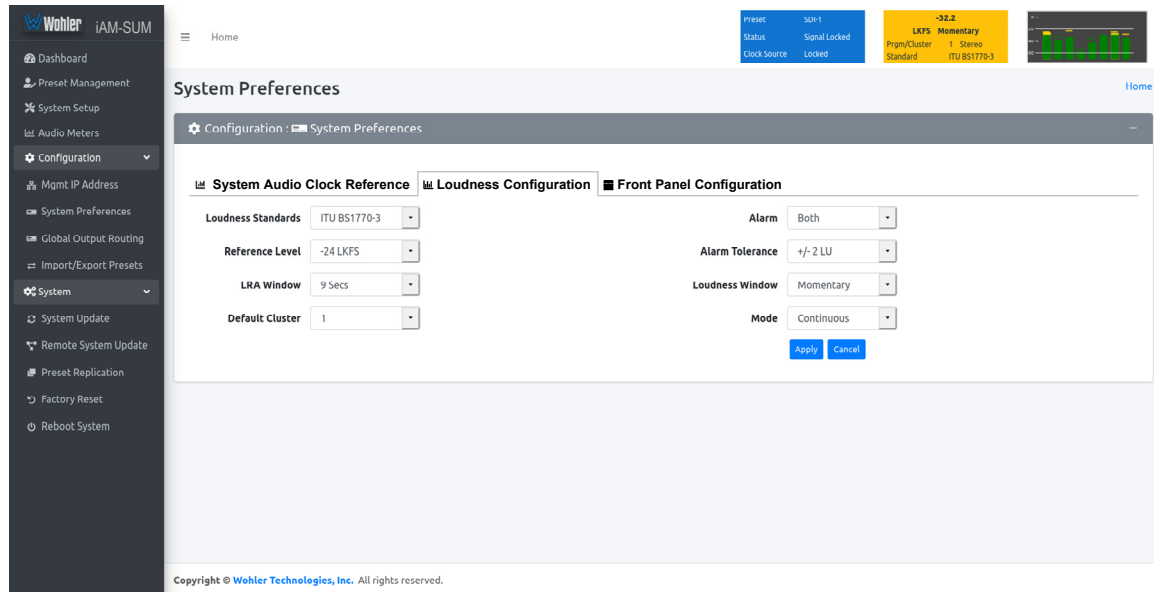 Wohler iAM-SUM
Dashboard
Preset Management
System Setup
Audio Meters
Configuration
Mgmt IP Address
System Preferences
Global Output Routing
Import/Export Presets
System
System Update
Remote System Update
Preset Replication
Factory Reset
Reboot System
Home
Preset SDI-1
Status Signal Locked
Clock Source Locked
-32.2
LKFS Momentary
Prgm/Cluster 1 Stereo
Standard ITU BS1770-3
System Preferences
Home
Configuration : System Preferences
System Audio Clock Reference Loudness Configuration Front Panel Configuration
Loudness Standards ITU BS1770-3 Alarm Both
Reference Level -24 LKFS Alarm Tolerance +/- 2 LU
LRA Window 9 Secs Loudness Window Momentary
Default Cluster 1 Mode Continuous
Apply Cancel
Copyright © Wohler Technologies, Inc. All rights reserved.